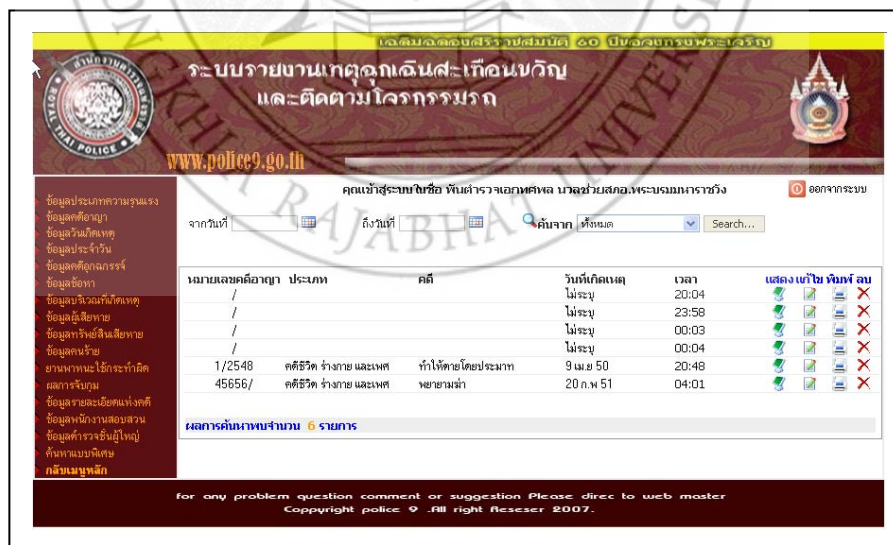 เฉลิมฉลองสิริราชสมบัติ ๖๐ ปีของทรงพระเจริญ
ระบบรายงานเหตุฉุกเฉินสะเทือนขวัญ
และติดตามโจรกรรมรถ
THAI POLICE
www.police9.go.th
RAJABHAT UNIVERSITY
คุณเข้าสู่ระบบในชื่อ พันตำรวจเอกทศพล นวลช่วยสภอ.พระบรมมหาราชวัง
ออกจากระบบ
จากวันที่ ถึงวันที่ ค้นจาก ทั้งหมด Search...
ข้อมูลประเภทความรุนแรง
ข้อมูลคดีอาญา
ข้อมูลวันเกิดเหตุ
ข้อมูลประจำวัน
ข้อมูลคดีอุกฉกรรจ์
ข้อมูลข้อหา
ข้อมูลบริเวณที่เกิดเหตุ
ข้อมูลผู้เสียหาย
ข้อมูลทรัพย์สินเสียหาย
ข้อมูลคนร้าย
ยานพาหนะใช้กระทำผิด
ผลการจับกุม
ข้อมูลรายละเอียดแห่งคดี
ข้อมูลพนักงานสอบสวน
ข้อมูลตำรวจชั้นผู้ใหญ่
ค้นหาแบบพิเศษ
กลับเมนูหลัก
หมายเลขคดีอาญา ประเภท คดี วันที่เกิดเหตุ เวลา แสดง แก้ไข พิมพ์ ลบ
/ ไม่ระบุ 20:04
/ ไม่ระบุ 23:58
/ ไม่ระบุ 00:03
/ ไม่ระบุ 00:04
1/2548 คดีชีวิต ร่างกาย และเพศ ทำให้ตายโดยประมาท 9 เม.ย 50 20:48
45656/ คดีชีวิต ร่างกาย และเพศ พยายามฆ่า 20 ก.พ 51 04:01
ผลการค้นหาพบจำนวน 6 รายการ
for any problem question comment or suggestion Please direc to web master
Coppyright police 9 .All right Reseser 2007.